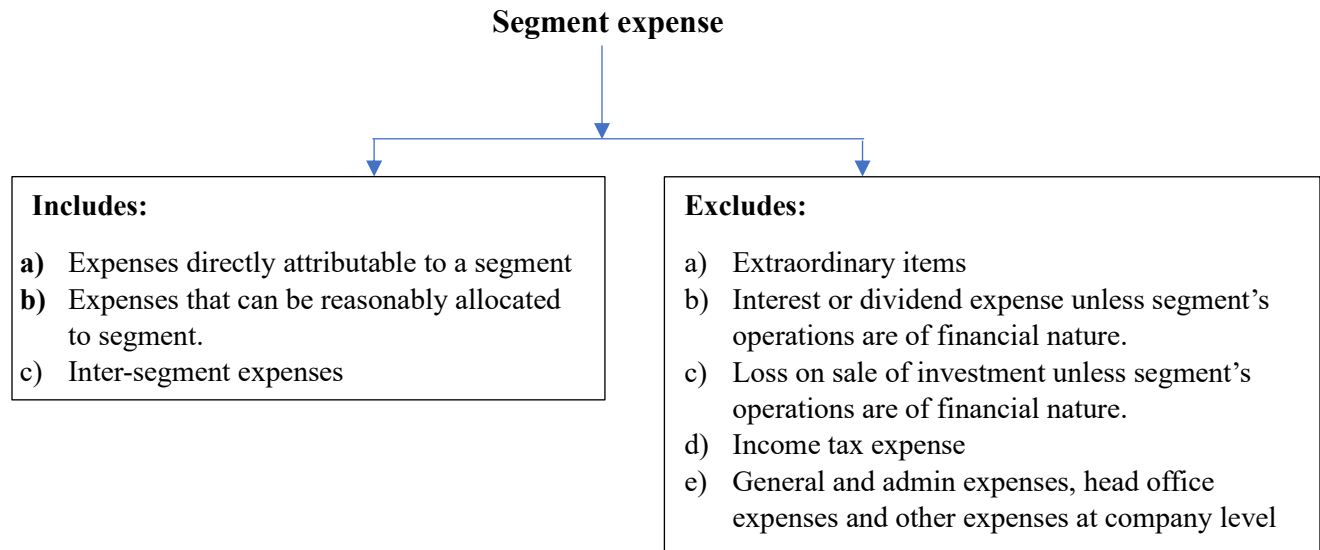 Segment expense
Includes:
a) Expenses directly attributable to a segment
b) Expenses that can be reasonably allocated
to segment.
c) Inter-segment expenses
Excludes:
a) Extraordinary items
b) Interest or dividend expense unless segment’s
operations are of financial nature.
c) Loss on sale of investment unless segment’s
operations are of financial nature.
d) Income tax expense
e) General and admin expenses, head office
expenses and other expenses at company level